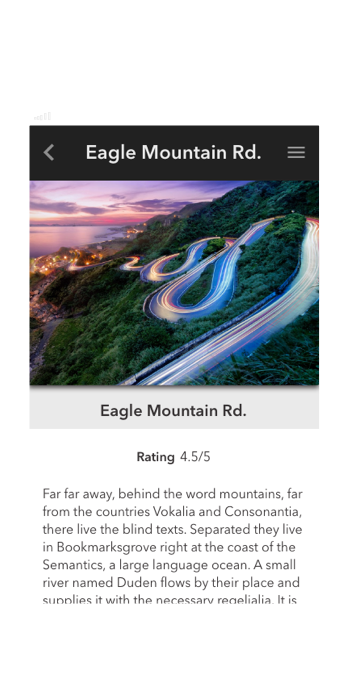 Eagle Mountain Rd.
Eagle Mountain Rd.
Rating 4.5/5
Far far away, behind the word mountains, far
from the countries Vokalia and Consonantia,
there live the blind texts. Separated they live
in Bookmarksgrove right at the coast of the
Semantics, a large language ocean. A small
river named Duden flows by their place and
supplies it with the necessary regelialia. It is